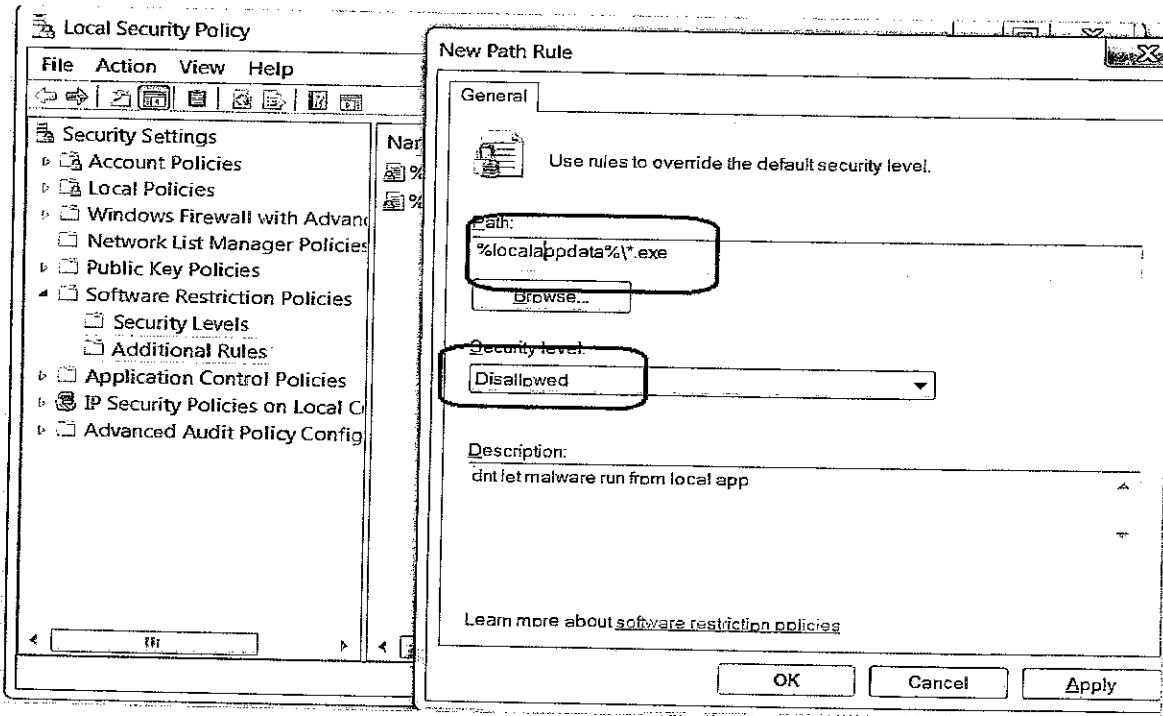 Local Security Policy
File Action View Help
Security Settings
Account Policies
Local Policies
Windows Firewall with Advanc
Network List Manager Policies
Public Key Policies
Software Restriction Policies
Security Levels
Additional Rules
Application Control Policies
IP Security Policies on Local C
Advanced Audit Policy Config
Nar
%
%
New Path Rule
General
Use rules to override the default security level.
Path:
%localappdata%\*.exe
Browse...
Security level:
Disallowed
Description:
dnt let malware run from local app
Learn more about software restriction policies
OK Cancel Apply